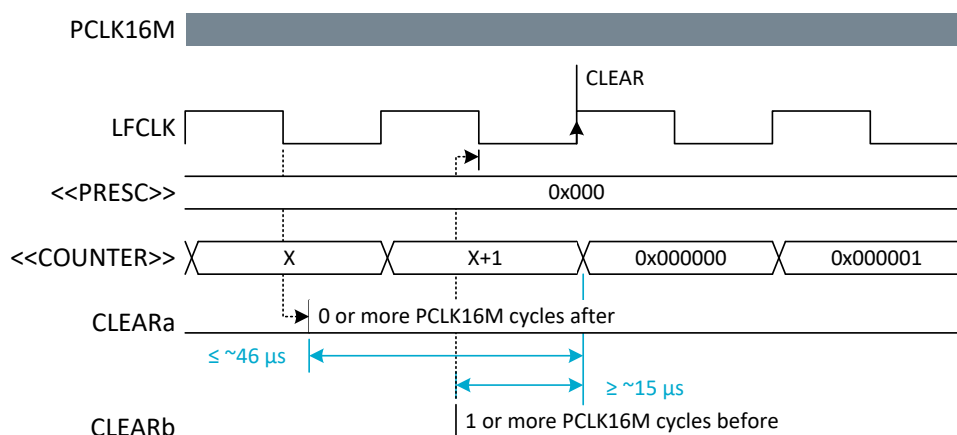 PCLK16M
CLEAR
LFCLK
<<PRESC>>
0x000
<<COUNTER>>
X
X+1
0x000000
0x000001
CLEARa
0 or more PCLK16M cycles after
≤ ~46 µs
≥ ~15 µs
CLEARb
1 or more PCLK16M cycles before